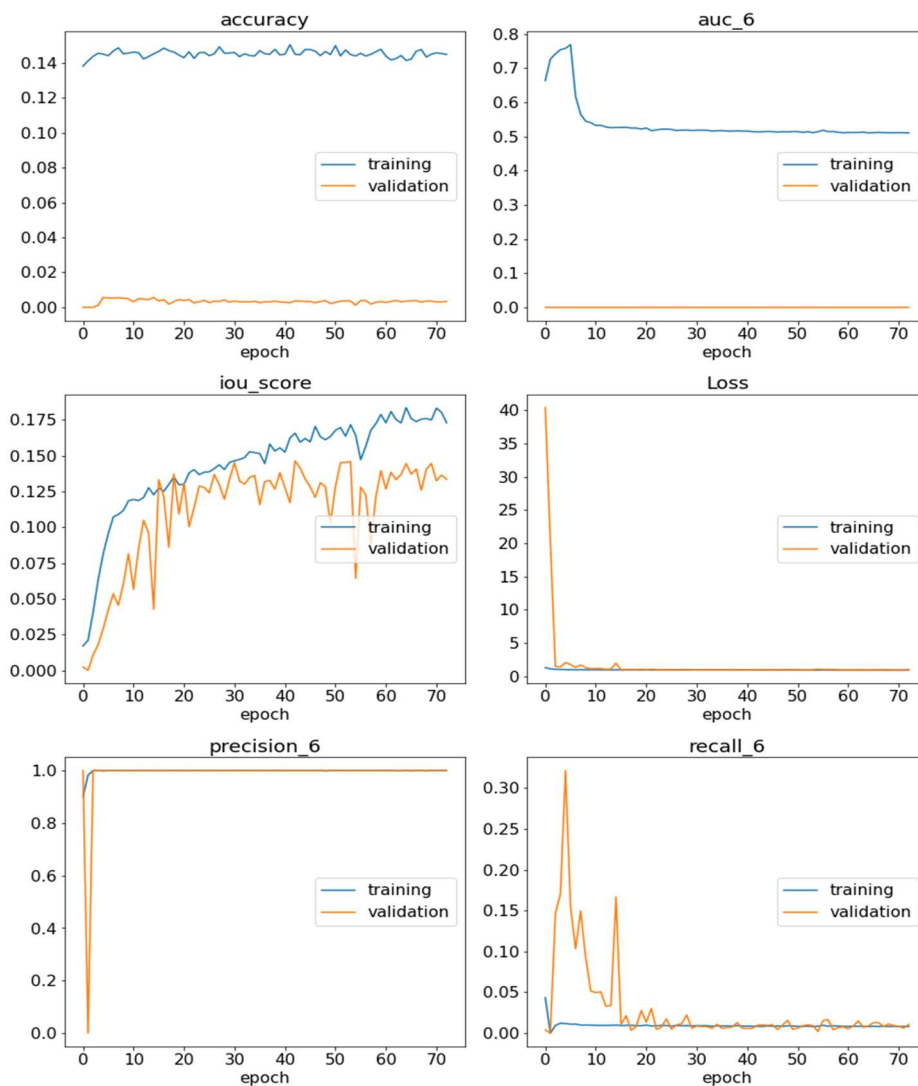 accuracy
0.14
0.12
0.10
0.08
0.06
0.04
0.02
0.00
training
validation
0 10 20 30 40 50 60 70
epoch
auc_6
0.8
0.7
0.6
0.5
0.4
0.3
0.2
0.1
0.0
training
validation
0 10 20 30 40 50 60 70
epoch
iou_score
0.175
0.150
0.125
0.100
0.075
0.050
0.025
0.000
training
validation
0 10 20 30 40 50 60 70
epoch
Loss
40
35
30
25
20
15
10
5
0
training
validation
0 10 20 30 40 50 60 70
epoch
precision_6
1.0
0.8
0.6
0.4
0.2
0.0
training
validation
0 10 20 30 40 50 60 70
epoch
recall_6
0.30
0.25
0.20
0.15
0.10
0.05
0.00
training
validation
0 10 20 30 40 50 60 70
epoch